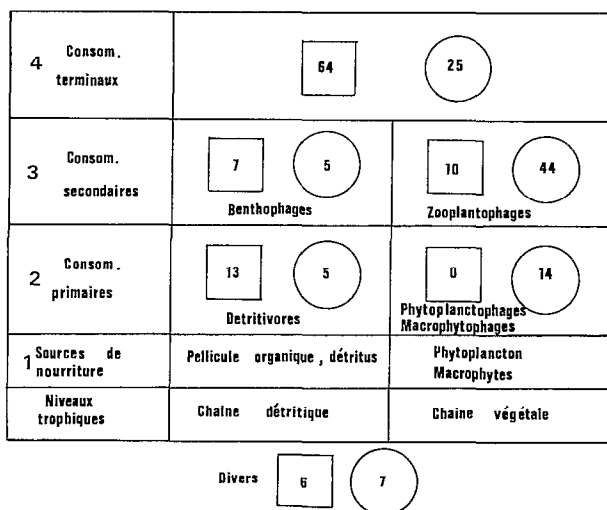 4 Consom.
terminaux
64 25
3 Consom.
secondaires
7 5
Benthophages
10 44
Zooplantophages
2 Consom.
primaires
13 5
Detritivores
0 14
Phytoplanctophages
Macrophytophages
1 Sources de
nourriture
Pellicule organique, détritus
Phytoplancton
Macrophytes
Niveaux
trophiques
Chaîne détritique
Chaine végétale
Divers 6 7